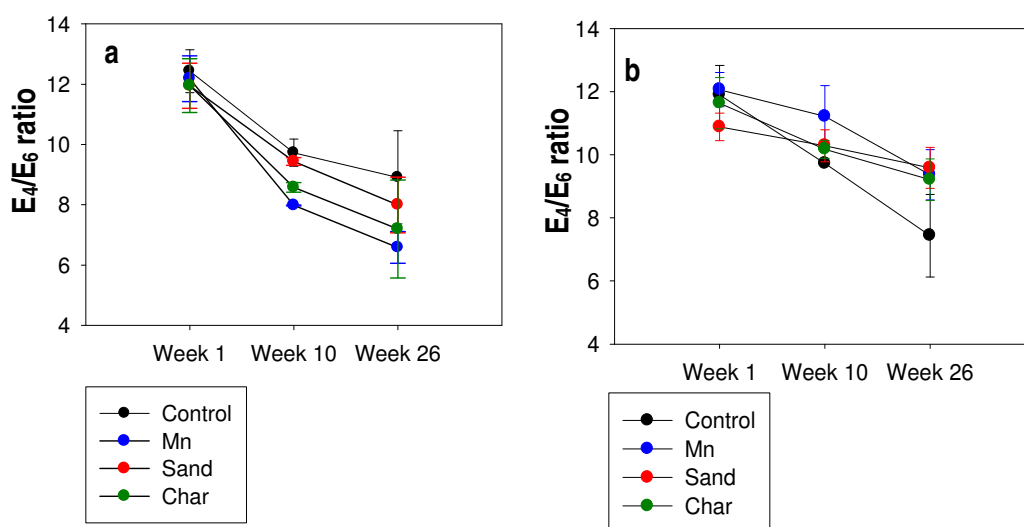 a
E₄/E₆ ratio
14
12
10
8
6
4
Week 1 Week 10 Week 26
Control
Mn
Sand
Char
b
E₄/E₆ ratio
14
12
10
8
6
4
Week 1 Week 10 Week 26
Control
Mn
Sand
Char